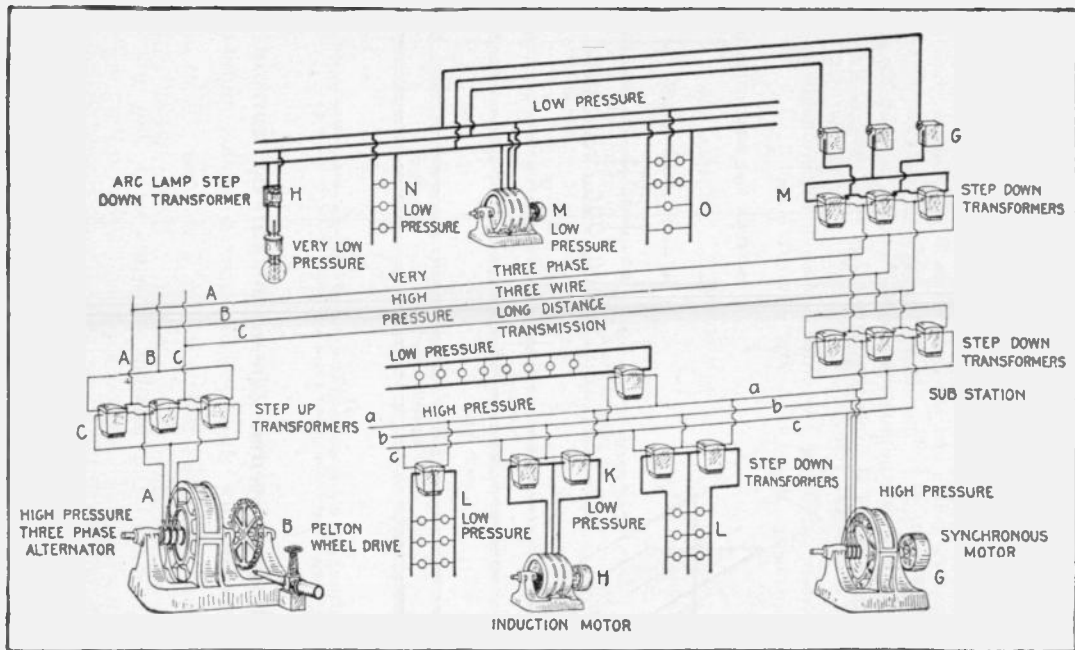 LOW PRESSURE
G
ARC LAMP STEP
DOWN TRANSFORMER
H
N
LOW
PRESSURE
M
LOW
PRESSURE
O
M
STEP DOWN
TRANSFORMERS
VERY LOW
PRESSURE
A
VERY
THREE PHASE
B
HIGH
THREE WIRE
C
PRESSURE
LONG DISTANCE
TRANSMISSION
A
B
C
LOW PRESSURE
STEP DOWN
TRANSFORMERS
SUB STATION
C
STEP UP
TRANSFORMERS
a
b
c
HIGH PRESSURE
a
b
c
L
LOW
PRESSURE
K
LOW
PRESSURE
STEP DOWN
TRANSFORMERS
L
A
HIGH PRESSURE
THREE PHASE
ALTERNATOR
B
PELTON
WHEEL DRIVE
H
INDUCTION MOTOR
HIGH PRESSURE
SYNCHRONOUS
MOTOR
G